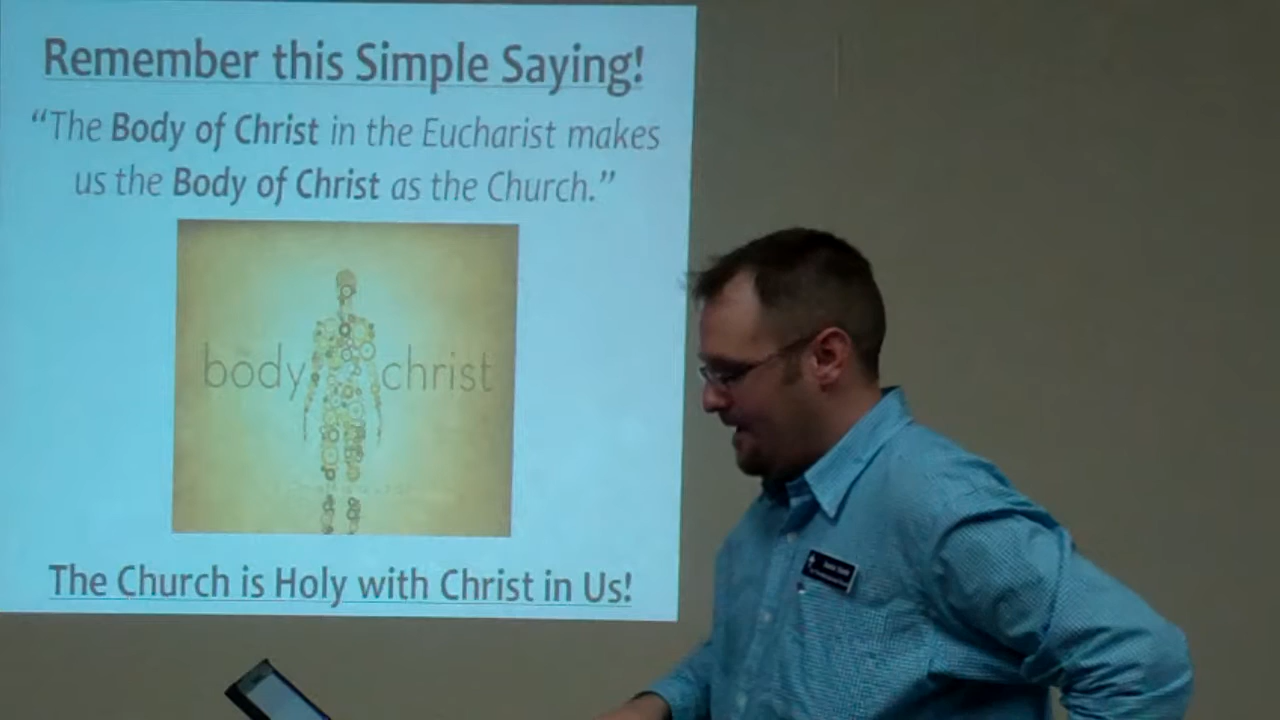 Remember this Simple Saying!
“The Body of Christ in the Eucharist makes
us the Body of Christ as the Church.”
body christ
The Church is Holy with Christ in Us!